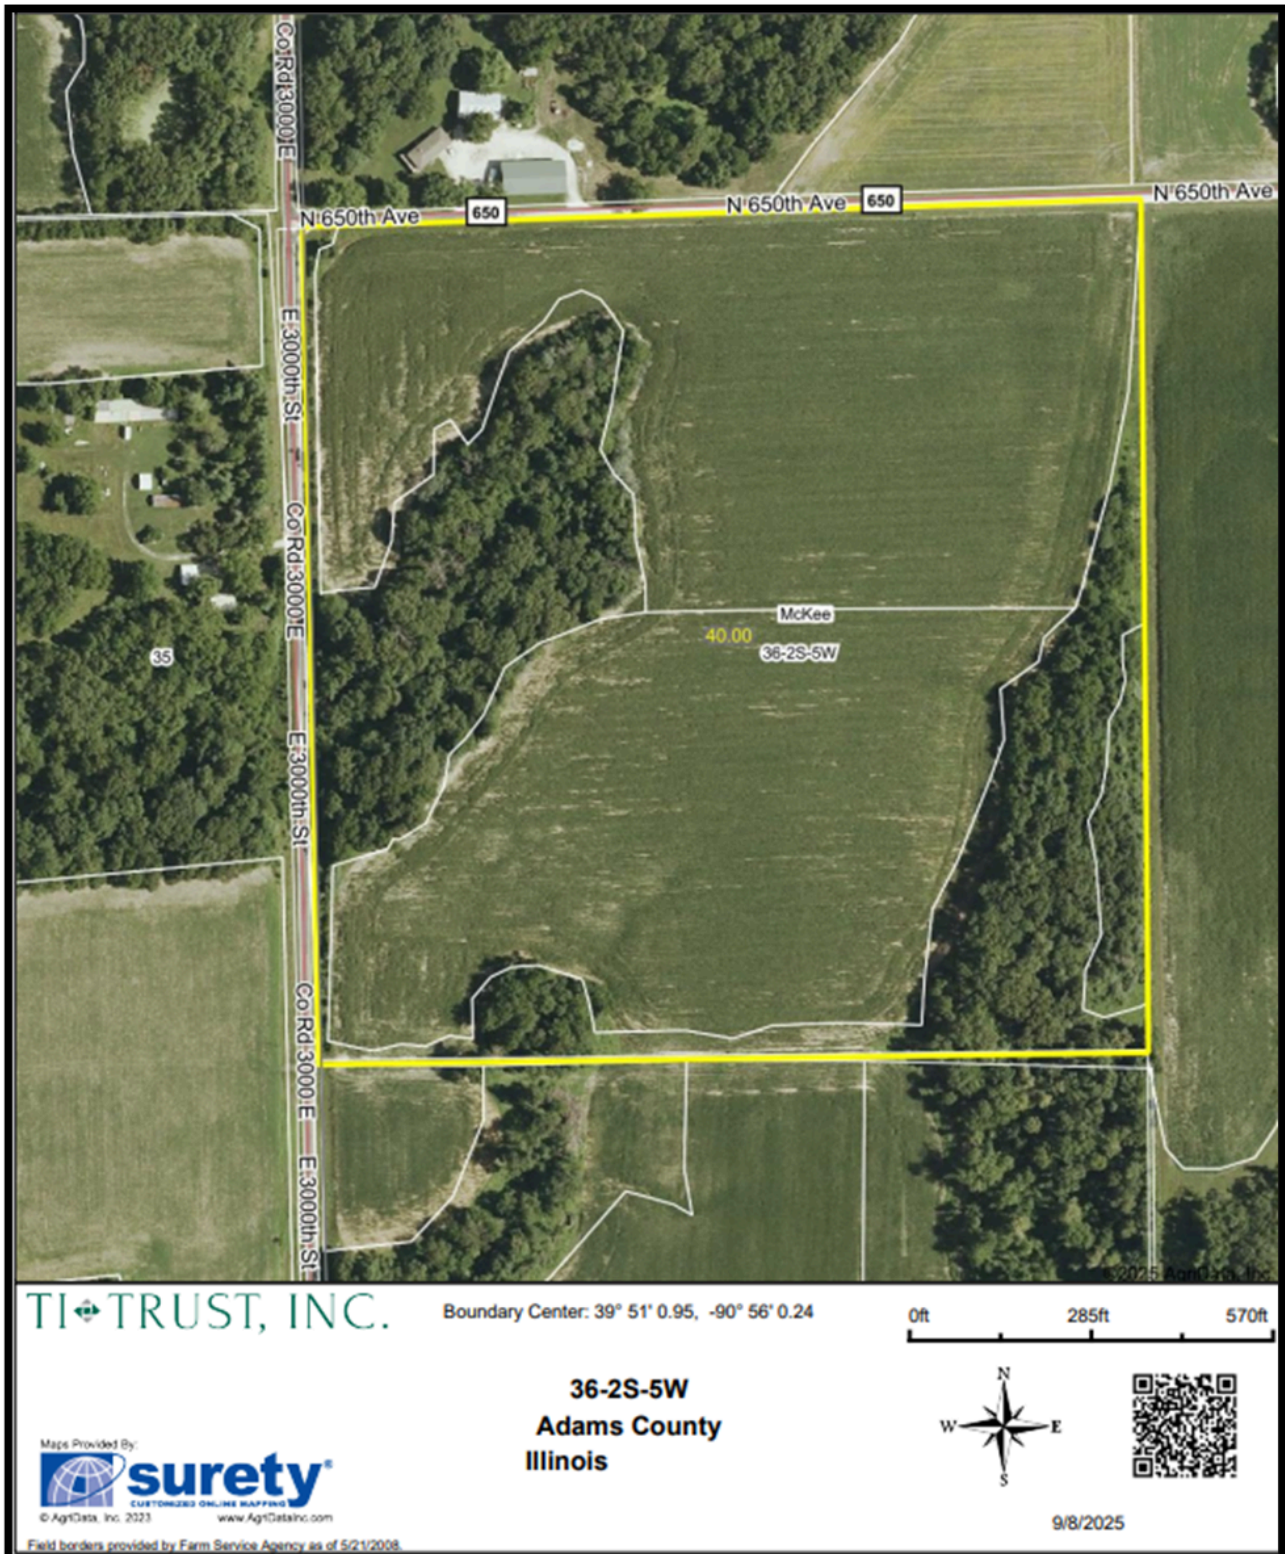 Co Rd 3000 E
N 650th Ave
650
N 650th Ave
650
N 650th Ave
E 3000th St
Co Rd 3000 E
McKee
40.00
36-2S-5W
35
E 3000th St
Co Rd 3000 E
E 3000th St
© 2025 AgriData, Inc.
TI TRUST, INC.
Boundary Center: 39° 51' 0.95, -90° 56' 0.24
0ft 285ft 570ft
36-2S-5W
Adams County
Illinois
N
W E
S
Maps Provided By:
surety®
CUSTOMIZED ONLINE MAPPING
© AgriData, Inc. 2023 www.AgriDataInc.com
9/8/2025
Field borders provided by Farm Service Agency as of 5/21/2008.